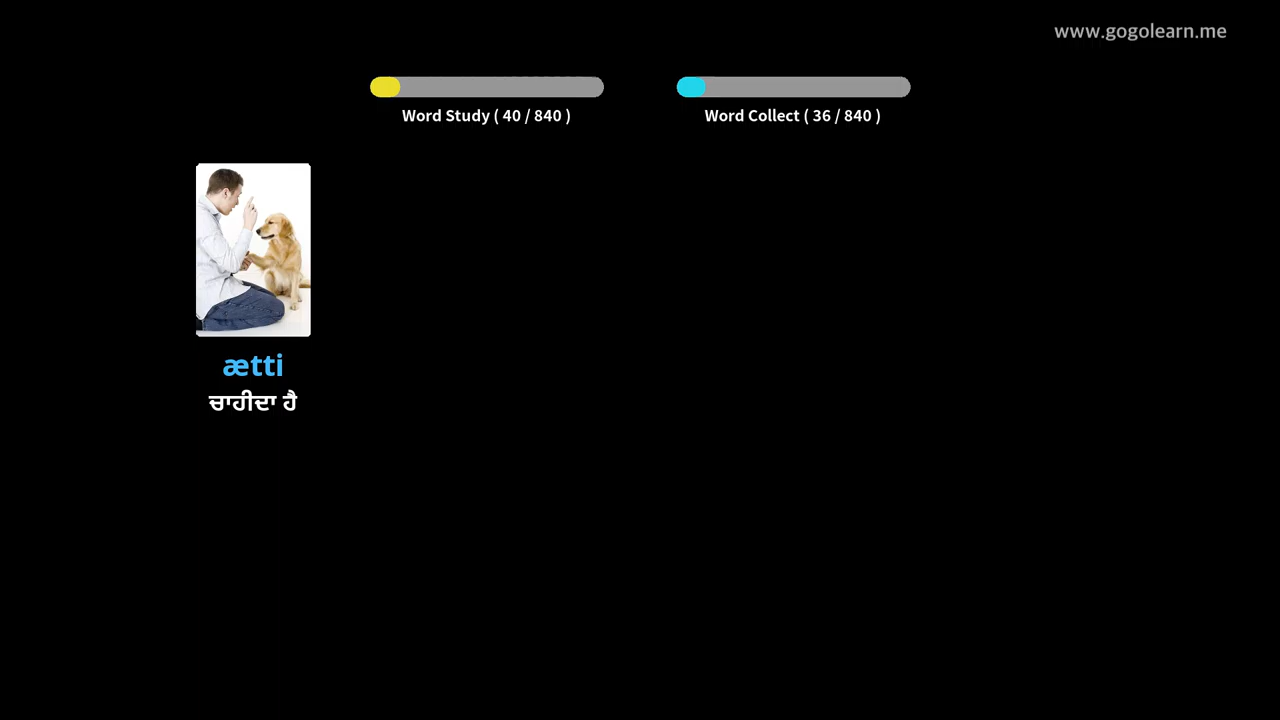 www.gogolearn.me
Word Study ( 40 / 840 )
Word Collect ( 36 / 840 )
ætti
ਚਾਹੀਦਾ ਹੈ